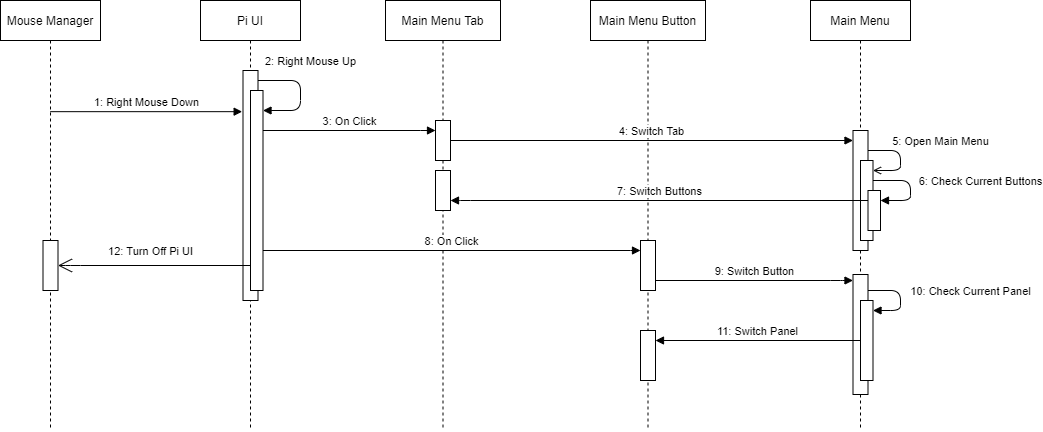 Mouse Manager
Pi UI
Main Menu Tab
Main Menu Button
Main Menu
2: Right Mouse Up
1: Right Mouse Down
3: On Click
4: Switch Tab
5: Open Main Menu
6: Check Current Buttons
7: Switch Buttons
8: On Click
12: Turn Off Pi UI
9: Switch Button
10: Check Current Panel
11: Switch Panel